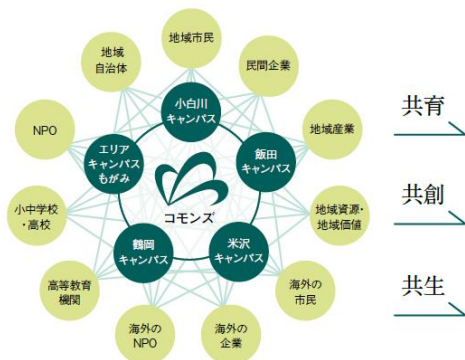 地域市民
地域
自治体
民間企業
小白川
キャンパス
NPO
エリア
キャンパス
もがみ
飯田
キャンパス
地域産業
コモンズ
小中学校
・高校
鶴岡
キャンパス
米沢
キャンパス
地域資源・
地域価値
高等教育
機関
海外の
NPO
海外の
企業
海外の
市民
共育
共創
共生